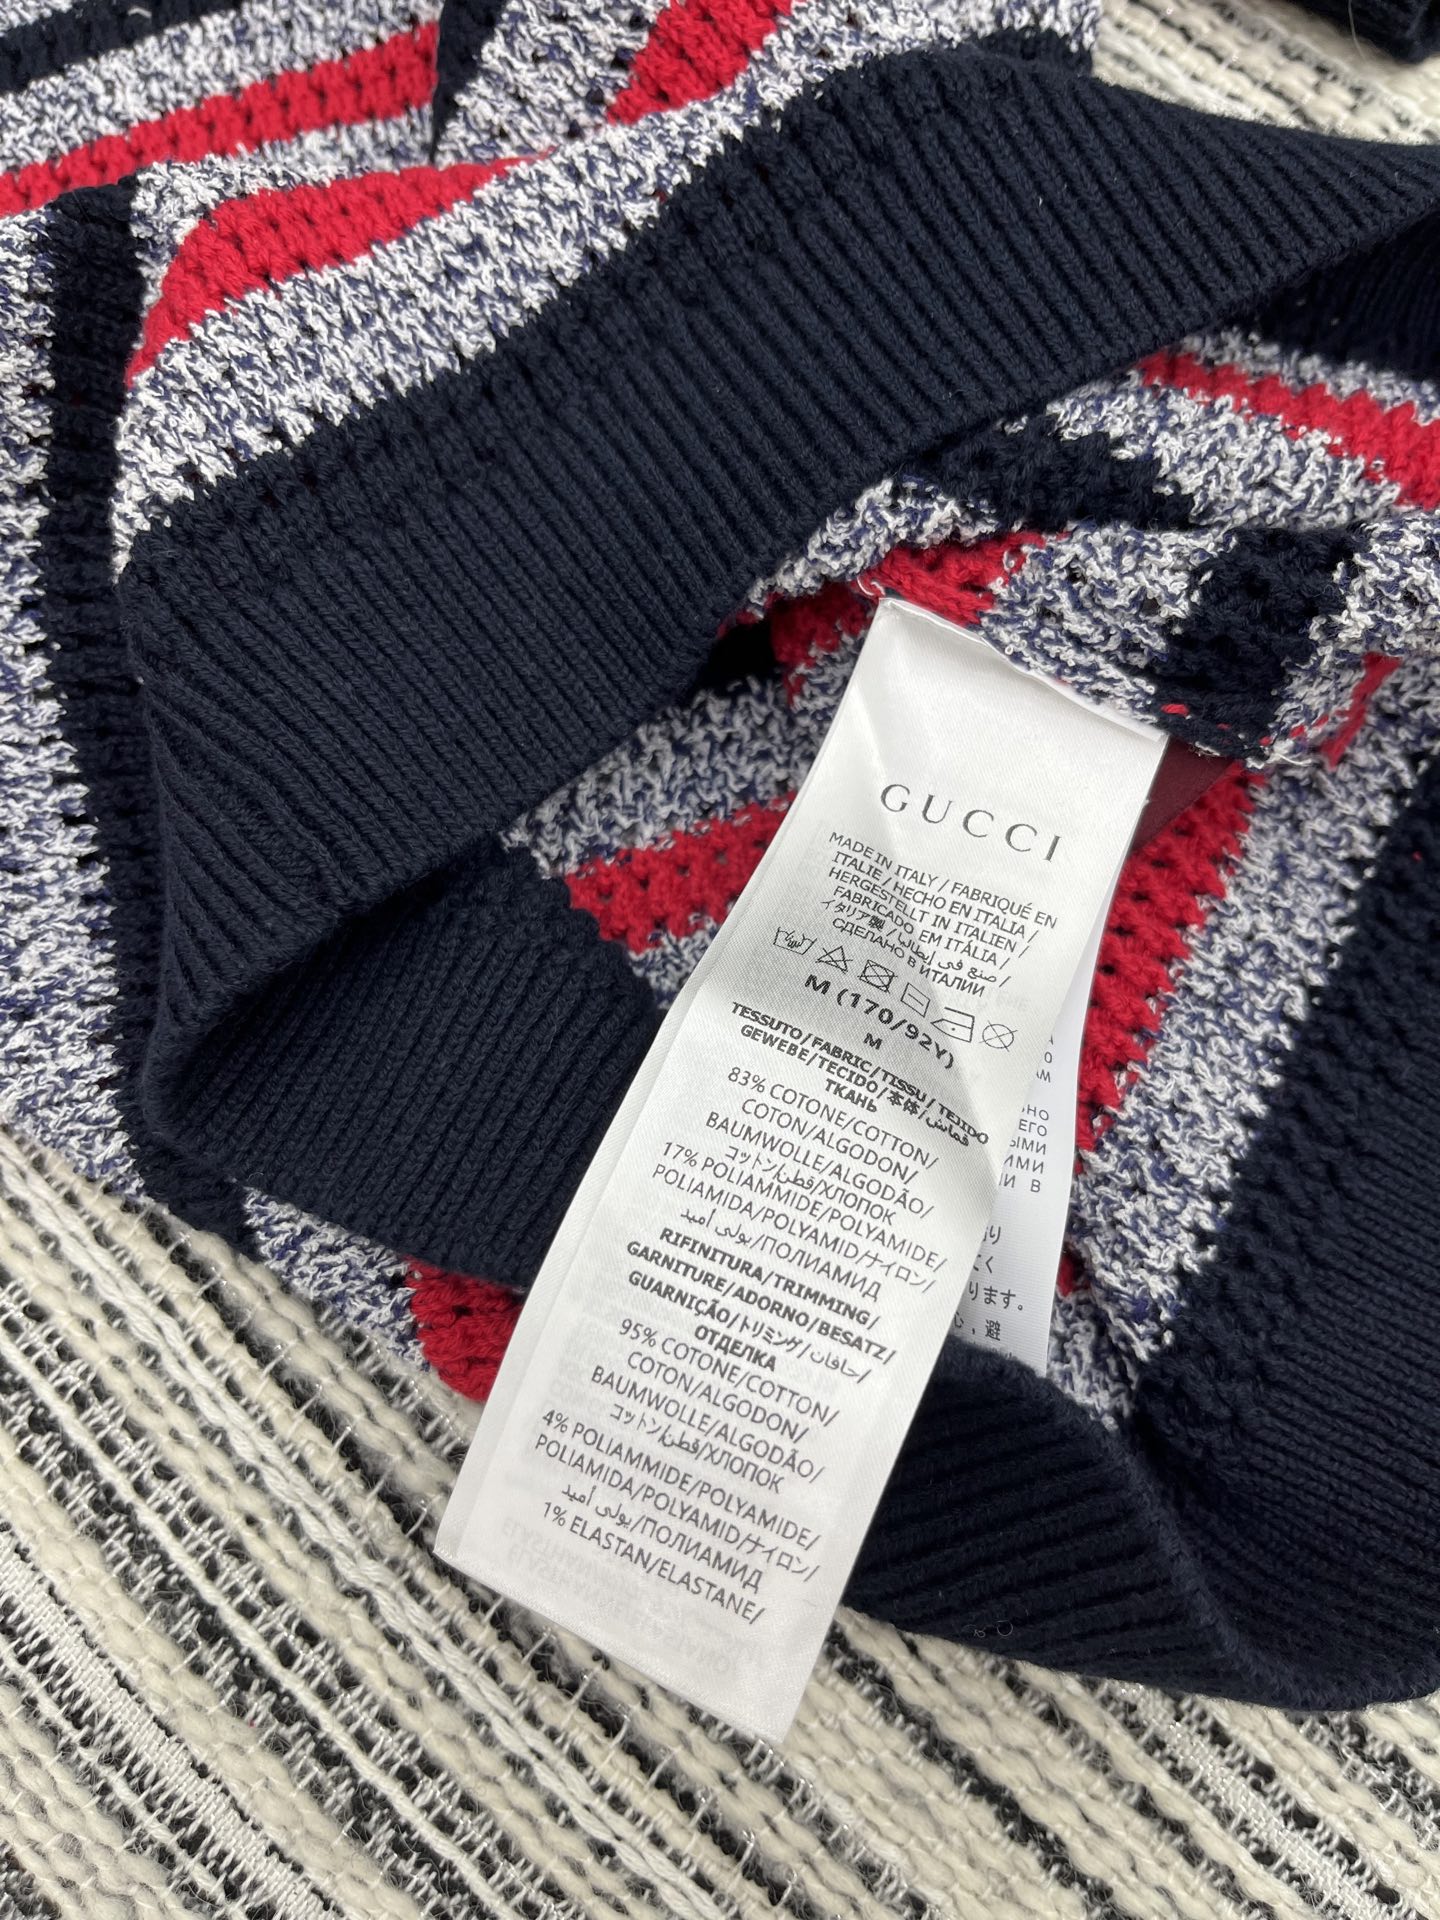 GUCCI
MADE IN ITALY / FABRIQUÉ EN
ITALIE / HECHO EN ITALIA /
HERGESTELLT IN ITALIEN /
FABRICADO EM ITÁLIA /
イタリア製 / صنع في إيطاليا /
СДЕЛАНО В ИТАЛИИ
M (170/92Y)
M
TESSUTO/FABRIC/TISSU/TEJIDO
GEWEBE/TECIDO/本体/قماش/
ТКАНЬ
83% COTONE/COTTON/
COTON/ALGODON/
BAUMWOLLE/ALGODÃO/
コットン/قطن/ХЛОПОК
17% POLIAMMIDE/POLYAMIDE/
POLIAMIDA/POLYAMID/ナイロン/
بولي أميد/ПОЛИАМИД
RIFINITURA/TRIMMING/
GARNITURE/ADORNO/BESATZ/
GUARNIÇÃO/トリミング/حافات/
ОТДЕЛКА
95% COTONE/COTTON/
COTON/ALGODON/
BAUMWOLLE/ALGODÃO/
コットン/قطن/ХЛОПОК
4% POLIAMMIDE/POLYAMIDE/
POLIAMIDA/POLYAMID/ナイロン/
بولي أميد/ПОЛИАМИД
1% ELASTAN/ELASTANE/
ります。
避